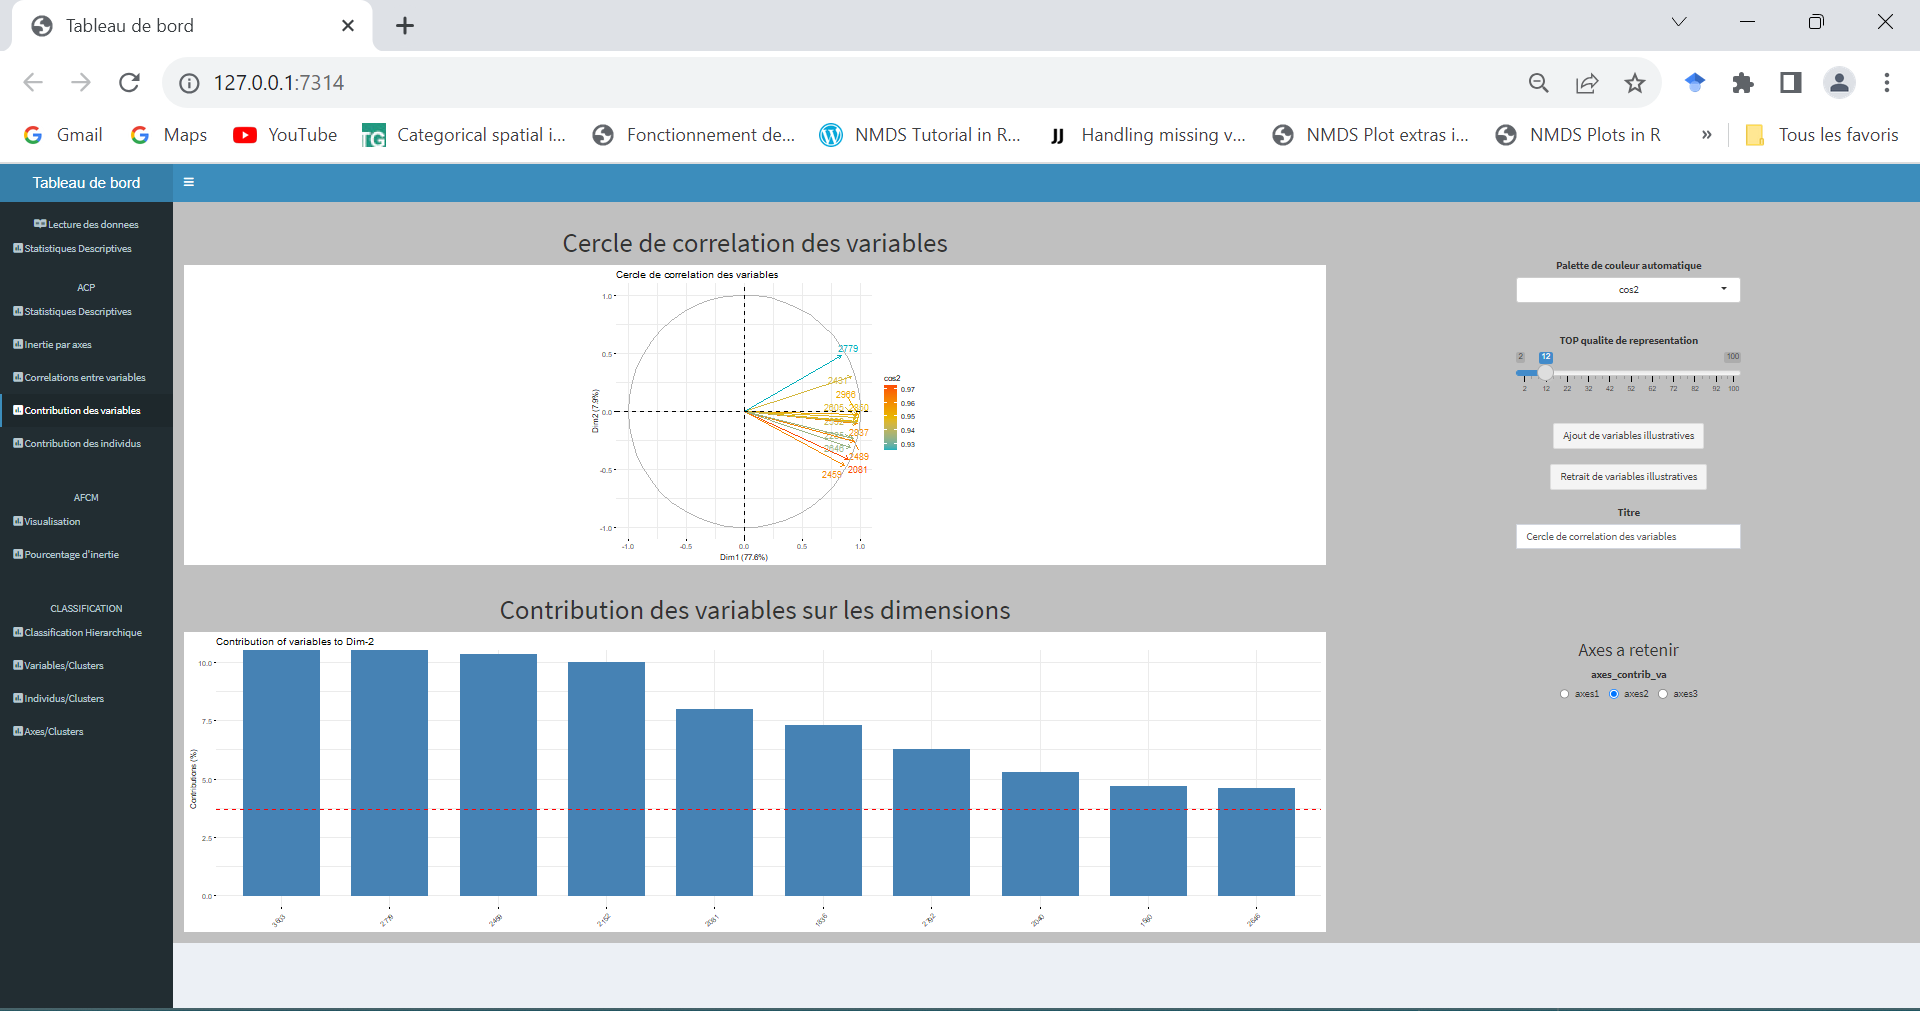 Tableau de bord
127.0.0.1:7314
Gmail
Maps
YouTube
Categorical spatial i...
Fonctionnement de...
NMDS Tutorial in R...
Handling missing v...
NMDS Plot extras i...
NMDS Plots in R
»
Tous les favoris
Tableau de bord
Lecture des donnees
Statistiques Descriptives
ACP
Statistiques Descriptives
Inertie par axes
Correlations entre variables
Contribution des variables
Contribution des individus
AFCM
Visualisation
Pourcentage d'inertie
CLASSIFICATION
Classification Hierarchique
Variables/Clusters
Individus/Clusters
Axes/Clusters
Cercle de correlation des variables
Cercle de correlation des variables
1.0
0.5
0.0
-0.5
-1.0
Dim2 (7.9%)
2779
2937
2489
2081
-1.0 -0.5 0.0 0.5 1.0
Dim1 (77.6%)
cos2
0.97
0.96
0.95
0.94
0.93
Palette de couleur automatique
cos2
TOP qualite de representation
2 12 100
2 12 22 32 42 52 62 72 82 92 100
Ajout de variables illustratives
Retrait de variables illustratives
Titre
Cercle de correlation des variables
Contribution des variables sur les dimensions
Contribution of variables to Dim-2
10.0
7.5
5.0
2.5
0.0
Contributions (%)
2779
2081
Axes a retenir
axes_contrib_va
axes1 axes2 axes3